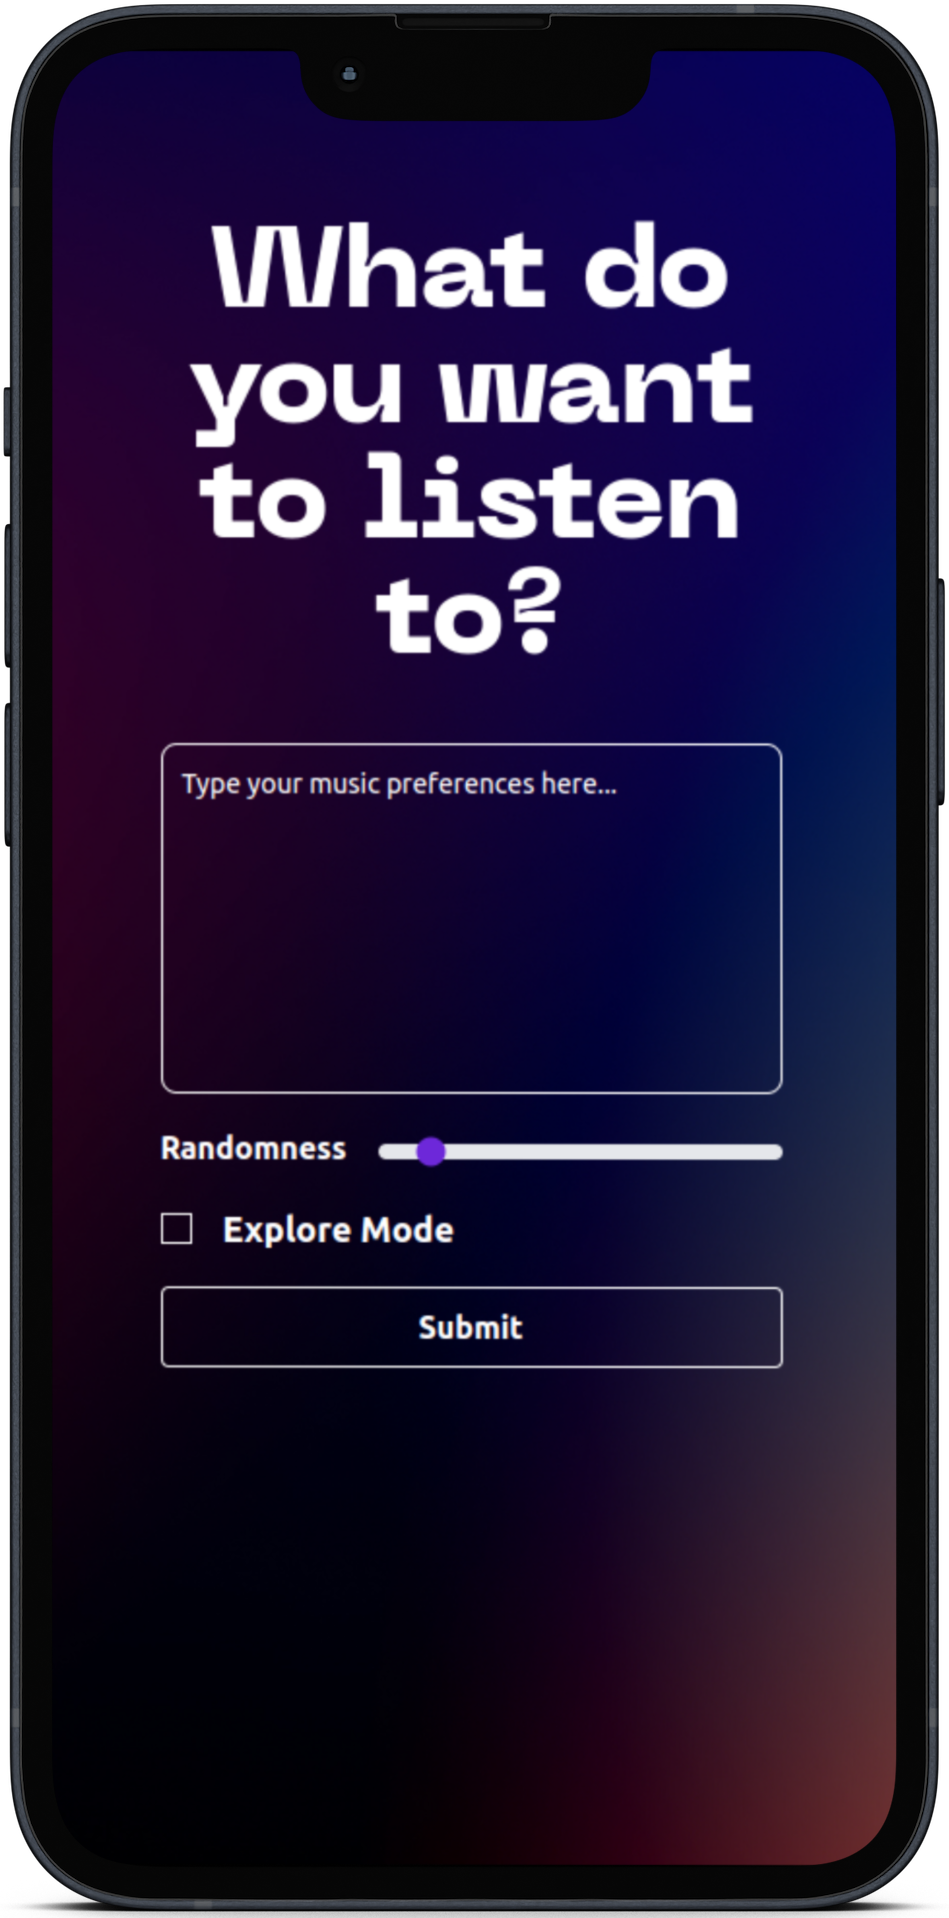 What do
you want
to listen
to?
Type your music preferences here...
Randomness
Explore Mode
Submit